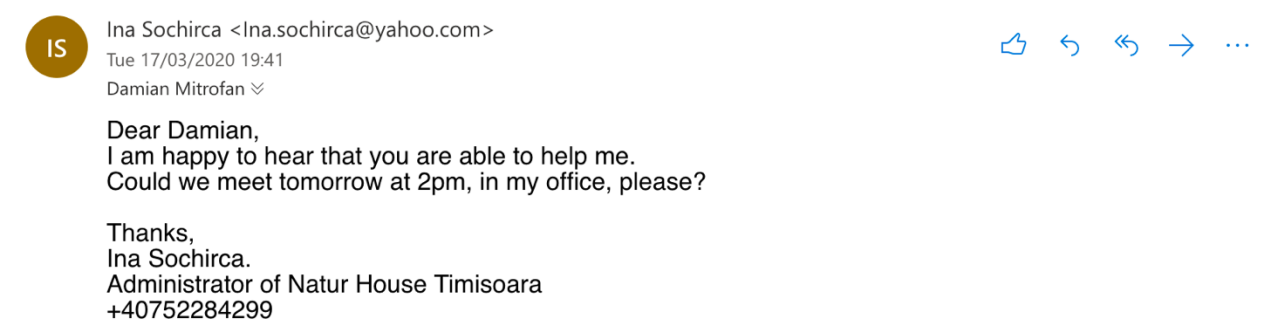 IS
Ina Sochirca <Ina.sochirca@yahoo.com>
Tue 17/03/2020 19:41
Damian Mitrofan
Dear Damian,
I am happy to hear that you are able to help me.
Could we meet tomorrow at 2pm, in my office, please?
Thanks,
Ina Sochirca.
Administrator of Natur House Timisoara
+40752284299